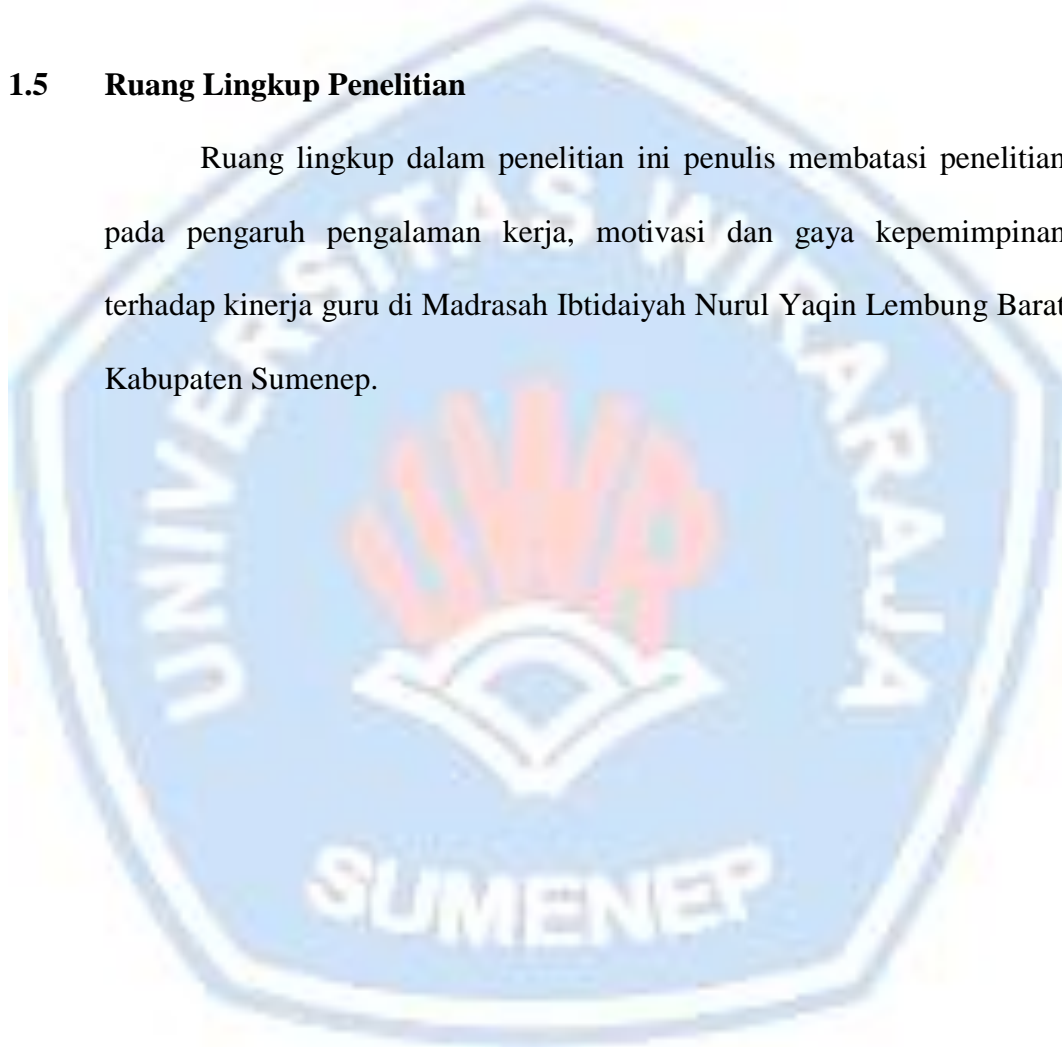 1.5 Ruang Lingkup Penelitian
Ruang lingkup dalam penelitian ini penulis membatasi penelitian
pada pengaruh pengalaman kerja, motivasi dan gaya kepemimpinan
terhadap kinerja guru di Madrasah Ibtidaiyah Nurul Yaqin Lembung Barat
Kabupaten Sumenep.
UNIVERSITAS WIRARAJA
UWR
SUMENEP